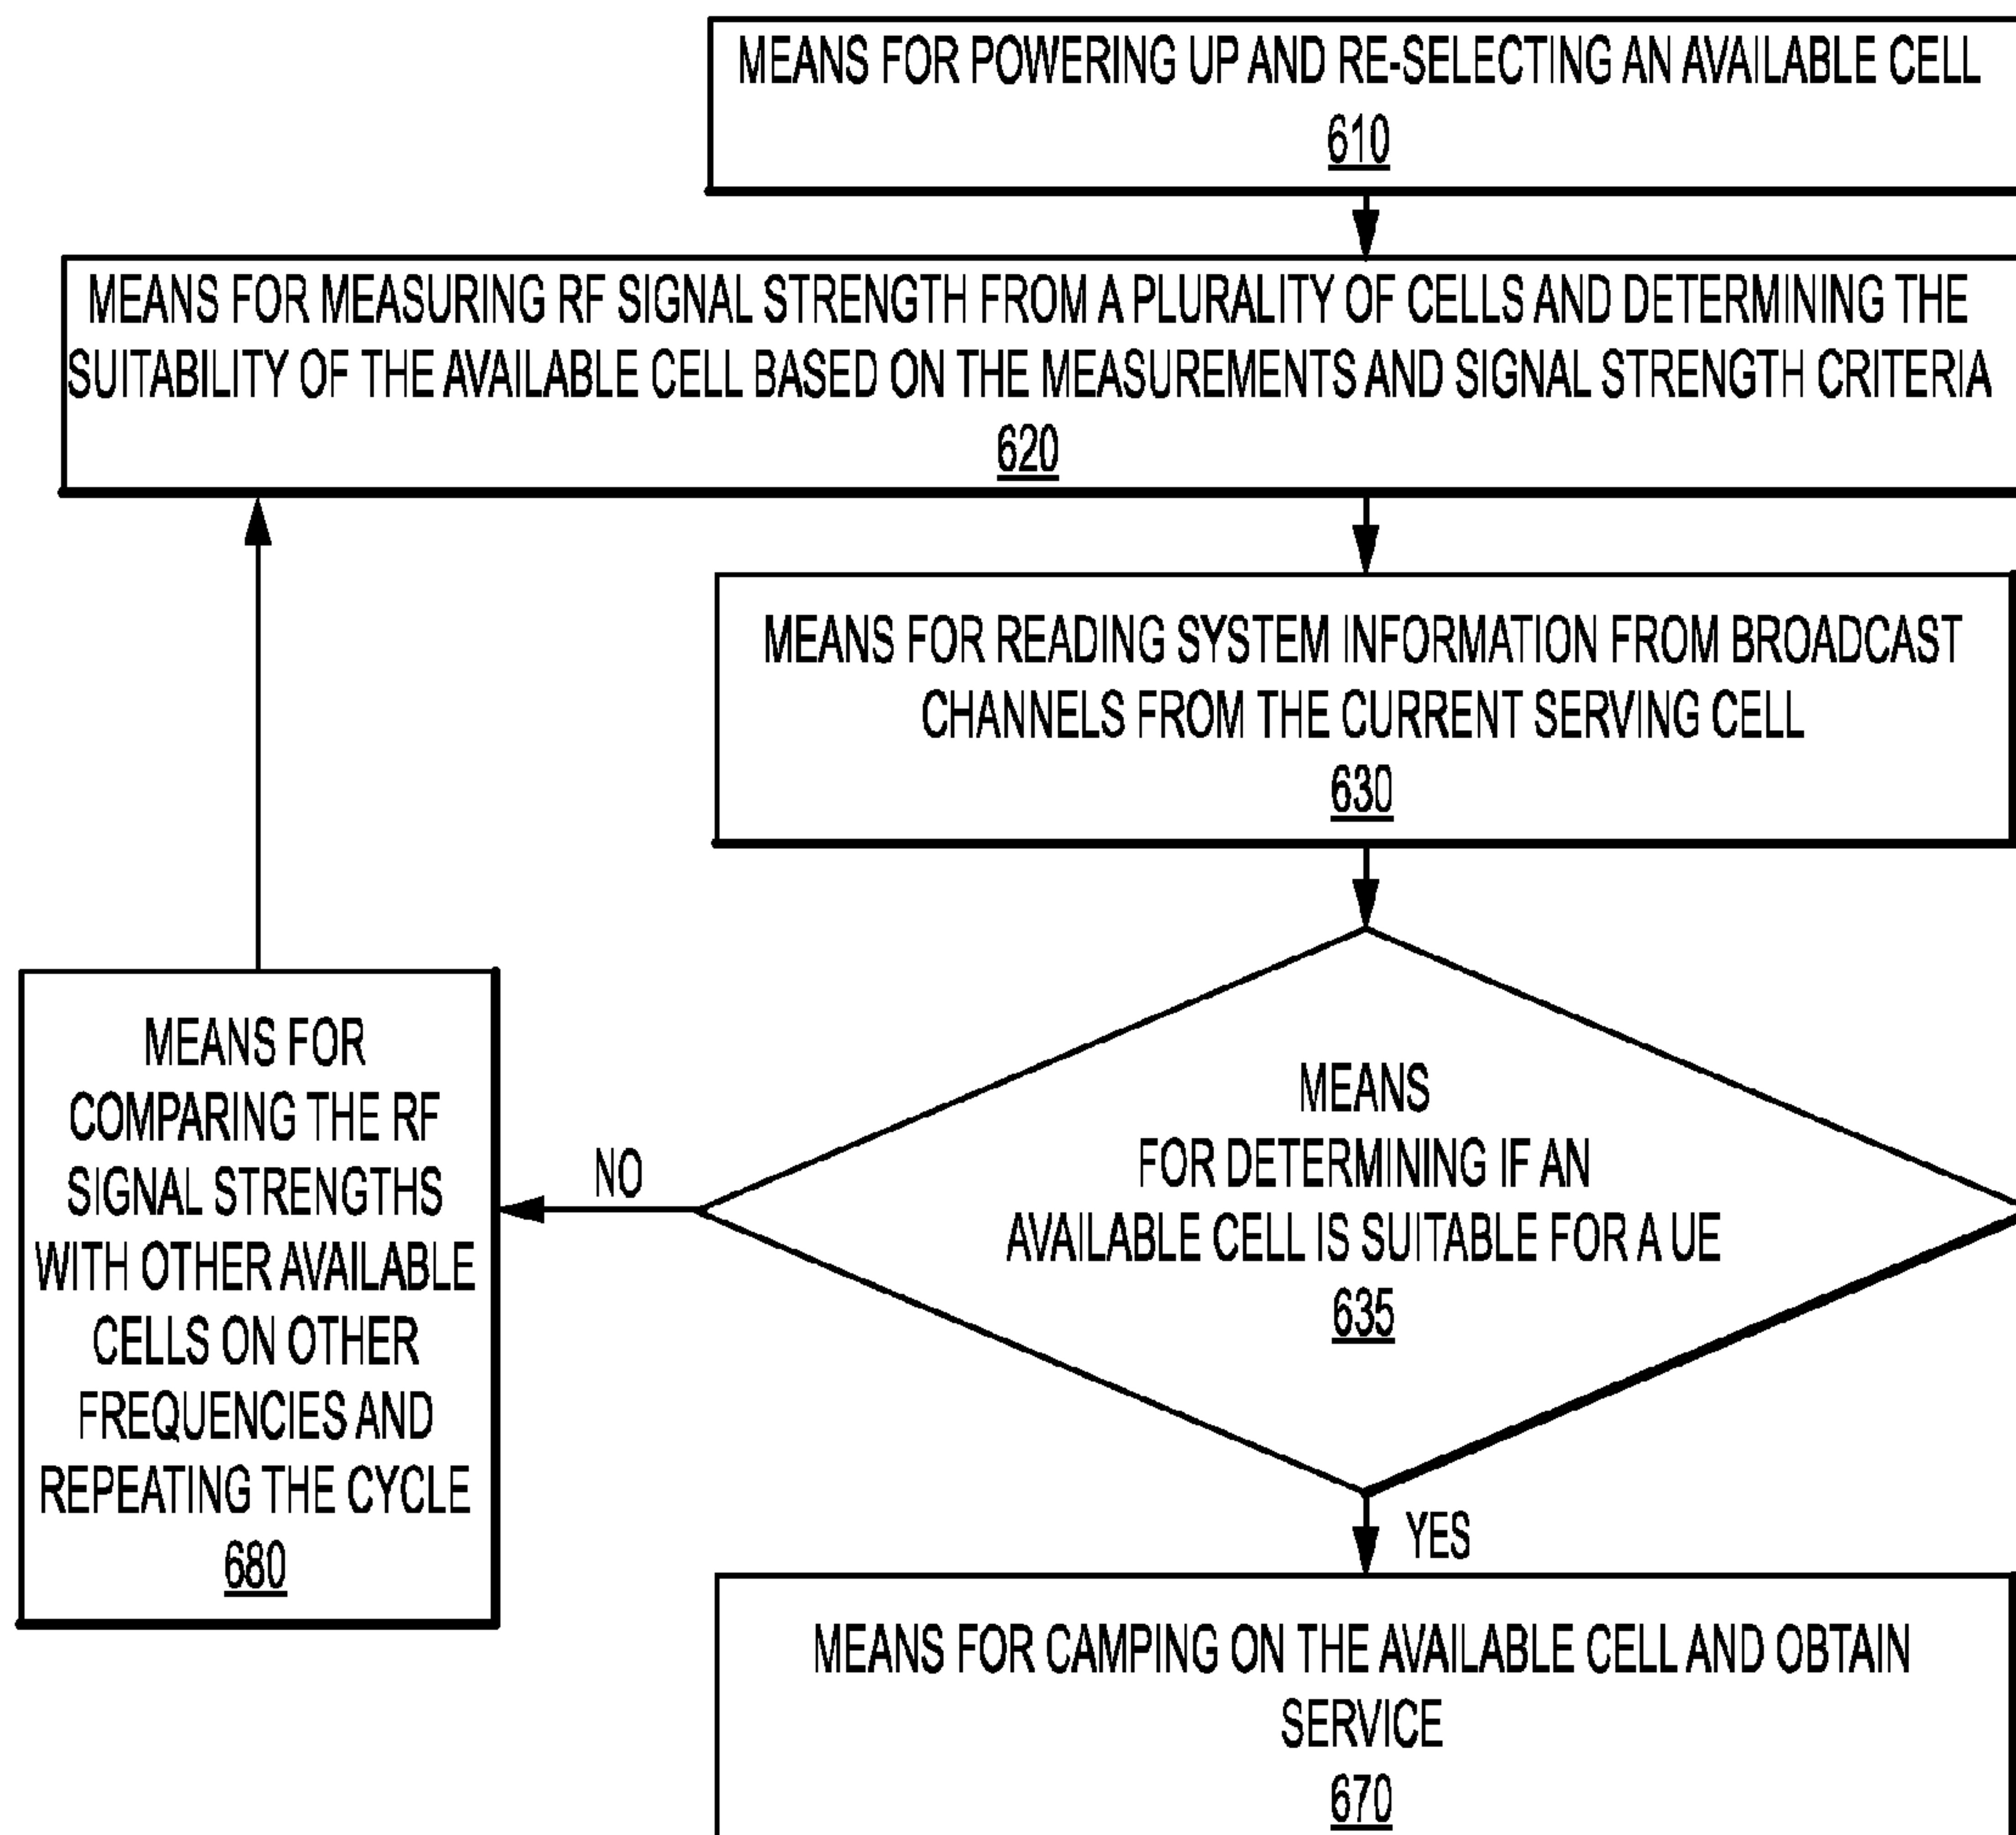 MEANS FOR POWERING UP AND RE-SELECTING AN AVAILABLE CELL
610
MEANS FOR MEASURING RF SIGNAL STRENGTH FROM A PLURALITY OF CELLS AND DETERMINING THE
SUITABILITY OF THE AVAILABLE CELL BASED ON THE MEASUREMENTS AND SIGNAL STRENGTH CRITERIA
620
MEANS FOR READING SYSTEM INFORMATION FROM BROADCAST
CHANNELS FROM THE CURRENT SERVING CELL
630
MEANS
FOR DETERMINING IF AN
AVAILABLE CELL IS SUITABLE FOR A UE
635
NO
MEANS FOR
COMPARING THE RF
SIGNAL STRENGTHS
WITH OTHER AVAILABLE
CELLS ON OTHER
FREQUENCIES AND
REPEATING THE CYCLE
680
YES
MEANS FOR CAMPING ON THE AVAILABLE CELL AND OBTAIN
SERVICE
670